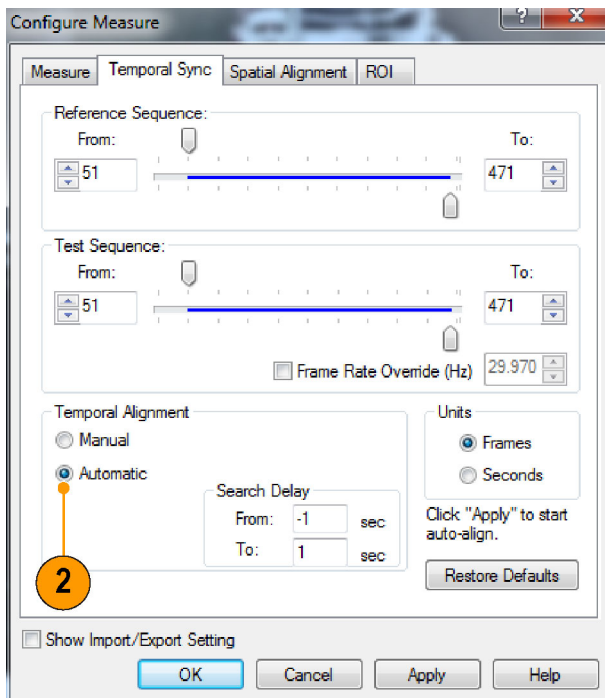 Configure Measure
?
X
Measure
Temporal Sync
Spatial Alignment
ROI
Reference Sequence:
From:
To:
51
471
Test Sequence:
From:
To:
51
471
Frame Rate Override (Hz)
29.970
Temporal Alignment
Manual
Automatic
Search Delay
From:
-1
sec
To:
1
sec
Units
Frames
Seconds
Click "Apply" to start
auto-align.
Restore Defaults
2
Show Import/Export Setting
OK
Cancel
Apply
Help